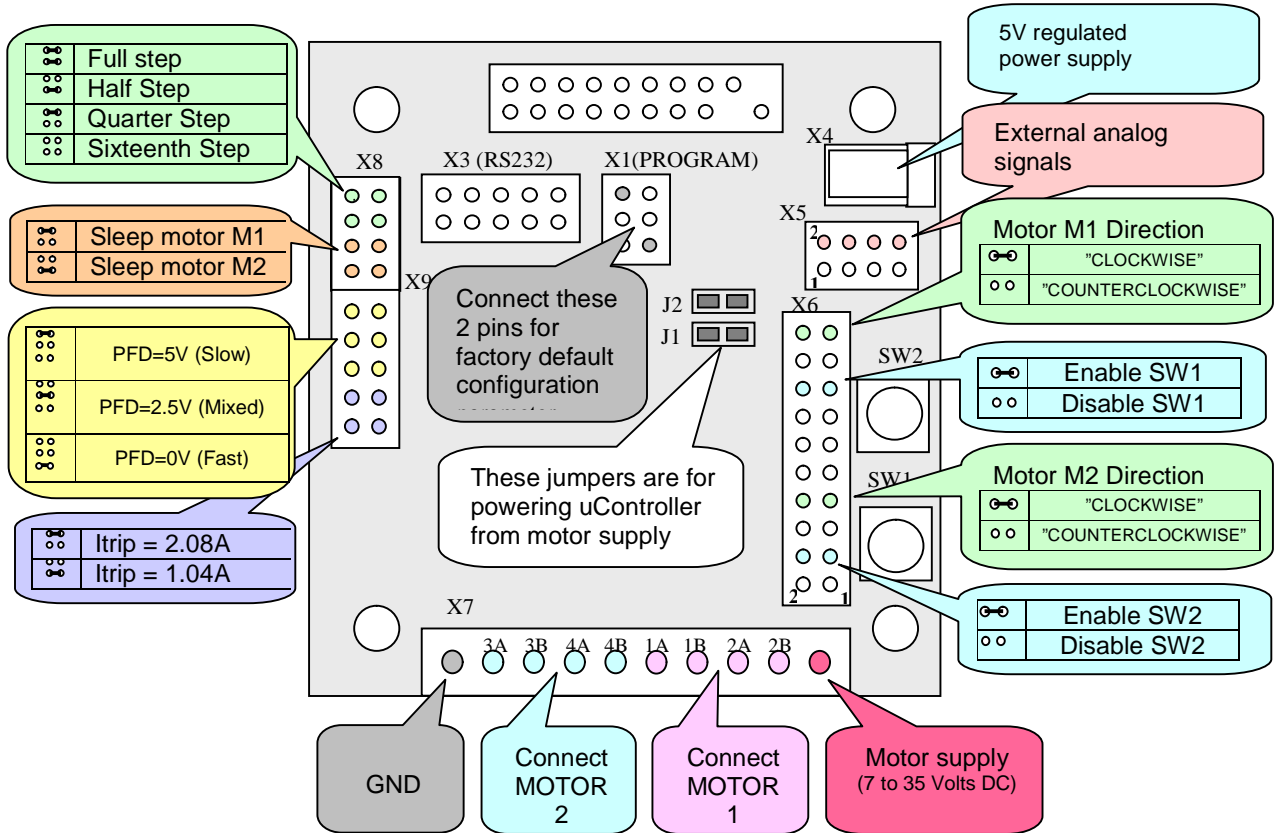 Full step
Half Step
Quarter Step
Sixteenth Step
Sleep motor M1
Sleep motor M2
PFD=5V (Slow)
PFD=2.5V (Mixed)
PFD=0V (Fast)
Itrip = 2.08A
Itrip = 1.04A
X8
X3 (RS232)
X1(PROGRAM)
X9
Connect these
2 pins for
factory default
configuration
J2
J1
These jumpers are for
powering uController
from motor supply
X4
5V regulated
power supply
External analog
signals
X5
2
1
X6
Motor M1 Direction
"CLOCKWISE"
"COUNTERCLOCKWISE"
SW2
Enable SW1
Disable SW1
SW1
Motor M2 Direction
"CLOCKWISE"
"COUNTERCLOCKWISE"
2 1
Enable SW2
Disable SW2
X7
3A 3B 4A 4B 1A 1B 2A 2B
GND
Connect
MOTOR
2
Connect
MOTOR
1
Motor supply
(7 to 35 Volts DC)